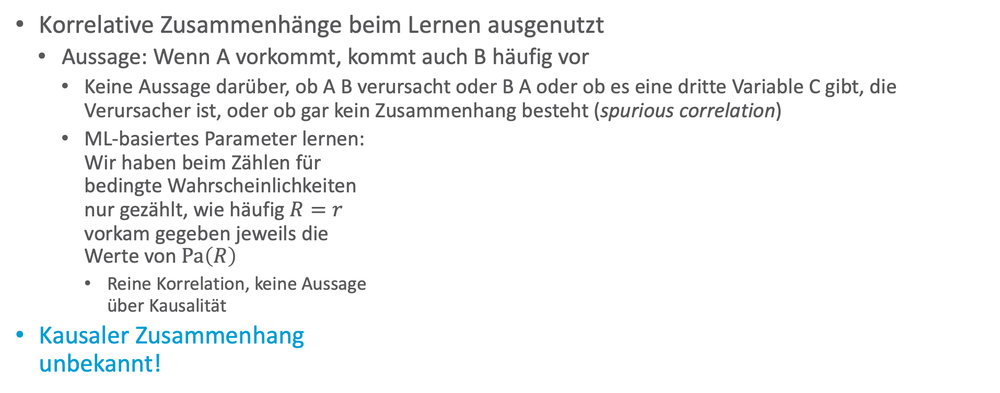 • Korrelative Zusammenhänge beim Lernen ausgenutzt
• Aussage: Wenn A vorkommt, kommt auch B häufig vor
• Keine Aussage darüber, ob A B verursacht oder B A oder ob es eine dritte Variable C gibt, die
Verursacher ist, oder ob gar kein Zusammenhang besteht (spurious correlation)
• ML-basiertes Parameter lernen:
Wir haben beim Zählen für
bedingte Wahrscheinlichkeiten
nur gezählt, wie häufig R = r
vorkam gegeben jeweils die
Werte von Pa(R)
• Reine Korrelation, keine Aussage
über Kausalität
• Kausaler Zusammenhang
unbekannt!